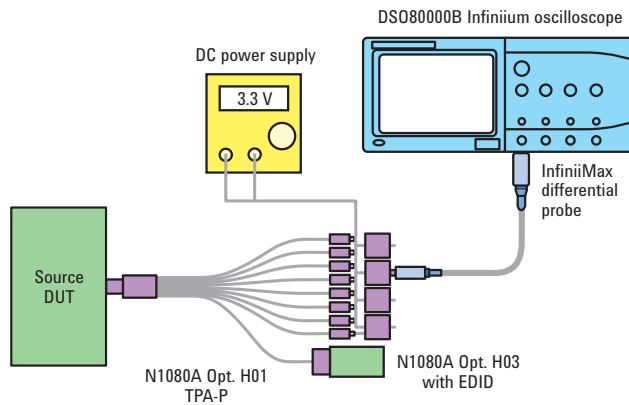 DSO80000B Infiniium oscilloscope
DC power supply
3.3 V
InfiniiMax
differential
probe
Source
DUT
N1080A Opt. H01
TPA-P
N1080A Opt. H03
with EDID